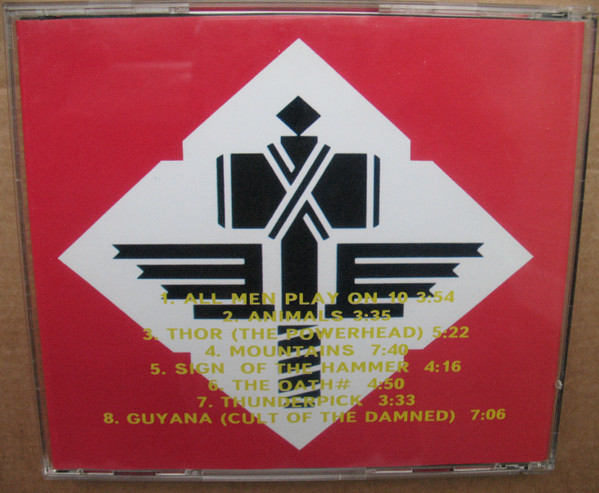 1. ALL MEN PLAY ON 10 3:54
2. ANIMALS 3:35
3. THOR (THE POWERHEAD) 5:22
4. MOUNTAINS 7:40
5. SIGN OF THE HAMMER 4:16
6. THE OATH# 4:50
7. THUNDERPICK 3:33
8. GUYANA (CULT OF THE DAMNED) 7:06